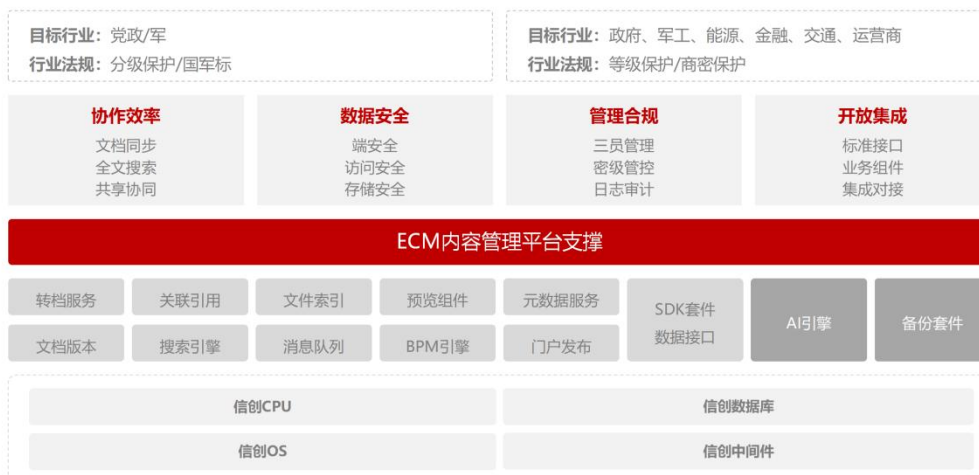 目标行业：党政/军
行业法规：分级保护/国军标
目标行业：政府、军工、能源、金融、交通、运营商
行业法规：等级保护/商密保护
协作效率
文档同步
全文搜索
共享协同
数据安全
端安全
访问安全
存储安全
管理合规
三员管理
密级管控
日志审计
开放集成
标准接口
业务组件
集成对接
ECM内容管理平台支撑
转档服务
关联引用
文件索引
预览组件
元数据服务
文档版本
搜索引擎
消息队列
BPM引擎
门户发布
SDK套件
数据接口
AI引擎
备份套件
信创CPU
信创数据库
信创OS
信创中间件